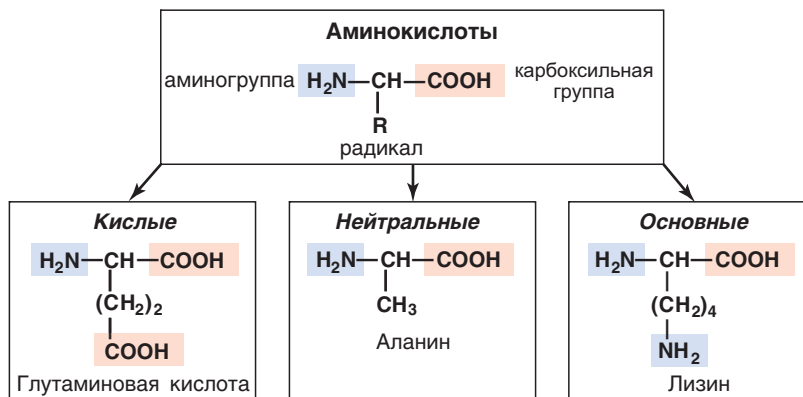 Аминокислоты
аминогруппа H₂N—CH—COOH карбоксильная группа
R
радикал
Кислые
H₂N—CH—COOH
(CH₂)₂
COOH
Глутаминовая кислота
Нейтральные
H₂N—CH—COOH
CH₃
Аланин
Основные
H₂N—CH—COOH
(CH₂)₄
NH₂
Лизин